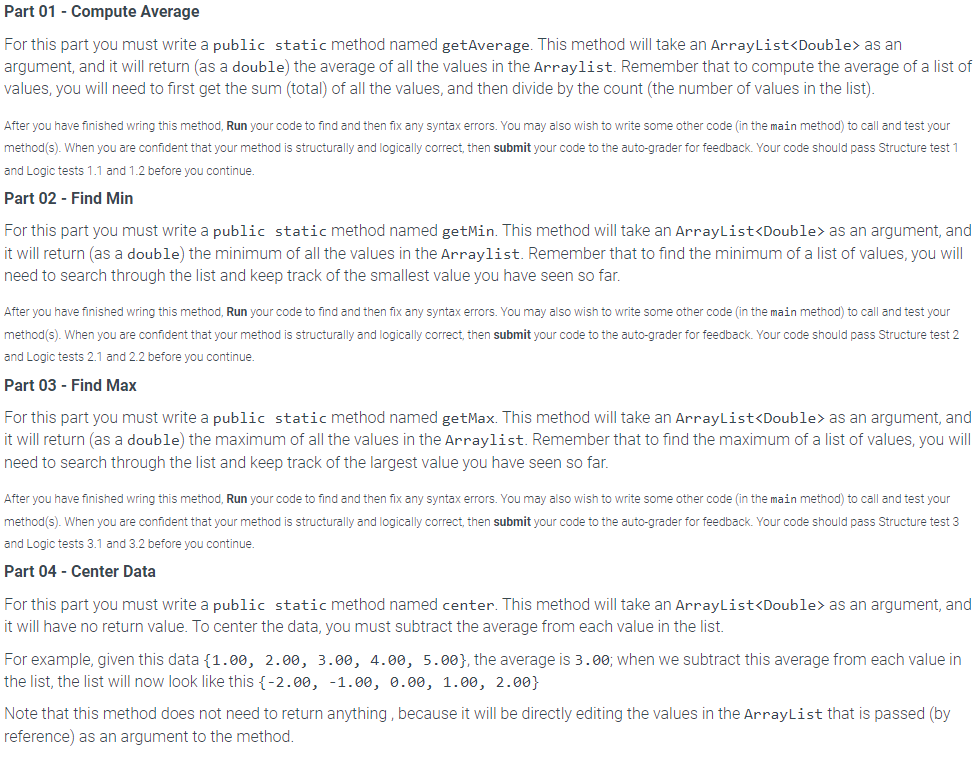 Part 01 - Compute Average
For this part you must write a public static method named getAverage. This method will take an ArrayList<Double> as an
argument, and it will return (as a double) the average of all the values in the Arraylist. Remember that to compute the average of a list of
values, you will need to first get the sum (total) of all the values, and then divide by the count (the number of values in the list).
After you have finished wring this method, Run your code to find and then fix any syntax errors. You may also wish to write some other code (in the main method) to call and test your
method(s). When you are confident that your method is structurally and logically correct, then submit your code to the auto-grader for feedback. Your code should pass Structure test 1
and Logic tests 1.1 and 1.2 before you continue.
Part 02 - Find Min
For this part you must write a public static method named getMin. This method will take an ArrayList<Double> as an argument, and
it will return (as a double) the minimum of all the values in the Arraylist. Remember that to find the minimum of a list of values, you will
need to search through the list and keep track of the smallest value you have seen so far.
After you have finished wring this method, Run your code to find and then fix any syntax errors. You may also wish to write some other code (in the main method) to call and test your
method(s). When you are confident that your method is structurally and logically correct, then submit your code to the auto-grader for feedback. Your code should pass Structure test 2
and Logic tests 2.1 and 2.2 before you continue.
Part 03 - Find Max
For this part you must write a public static method named getMax. This method will take an ArrayList<Double> as an argument, and
it will return (as a double) the maximum of all the values in the Arraylist. Remember that to find the maximum of a list of values, you will
need to search through the list and keep track of the largest value you have seen so far.
After you have finished wring this method, Run your code to find and then fix any syntax errors. You may also wish to write some other code (in the main method) to call and test your
method(s). When you are confident that your method is structurally and logically correct, then submit your code to the auto-grader for feedback. Your code should pass Structure test 3
and Logic tests 3.1 and 3.2 before you continue.
Part 04 - Center Data
For this part you must write a public static method named center. This method will take an ArrayList<Double> as an argument, and
it will have no return value. To center the data, you must subtract the average from each value in the list.
For example, given this data {1.00, 2.00, 3.00, 4.00, 5.00}, the average is 3.00; when we subtract this average from each value in
the list, the list will now look like this {-2.00, -1.00, 0.00, 1.00, 2.00}
Note that this method does not need to return anything , because it will be directly editing the values in the ArrayList that is passed (by
reference) as an argument to the method.